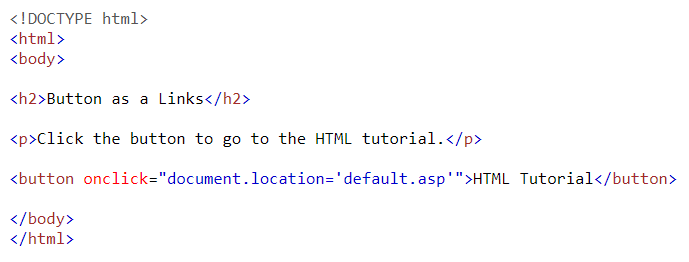 <!DOCTYPE html>
<html>
<body>
<h2>Button as a Links</h2>
<p>Click the button to go to the HTML tutorial.</p>
<button onclick="document.location='default.asp'">HTML Tutorial</button>
</body>
</html>